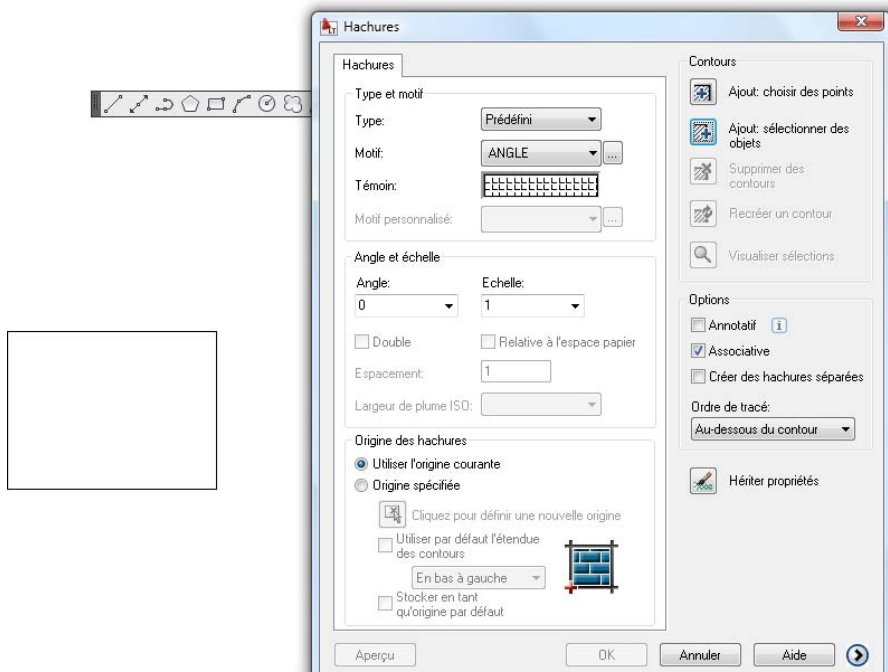 Hachures
Hachures
Type et motif
Type:
Prédéfini
Motif:
ANGLE
...
Témoin:
Motif personnalisé:
...
Angle et échelle
Angle:
Echelle:
0
1
Double
Relative à l'espace papier
Espacement:
1
Largeur de plume ISO:
Origine des hachures
Utiliser l'origine courante
Origine spécifiée
Cliquez pour définir une nouvelle origine
Utiliser par défaut l'étendue
des contours
En bas à gauche
Stocker en tant
qu'origine par défaut
Contours
Ajout: choisir des points
Ajout: sélectionner des
objets
Supprimer des
contours
Recréer un contour
Visualiser sélections
Options
Annotatif
Associative
Créer des hachures séparées
Ordre de tracé:
Au-dessous du contour
Hériter propriétés
Aperçu
OK
Annuler
Aide